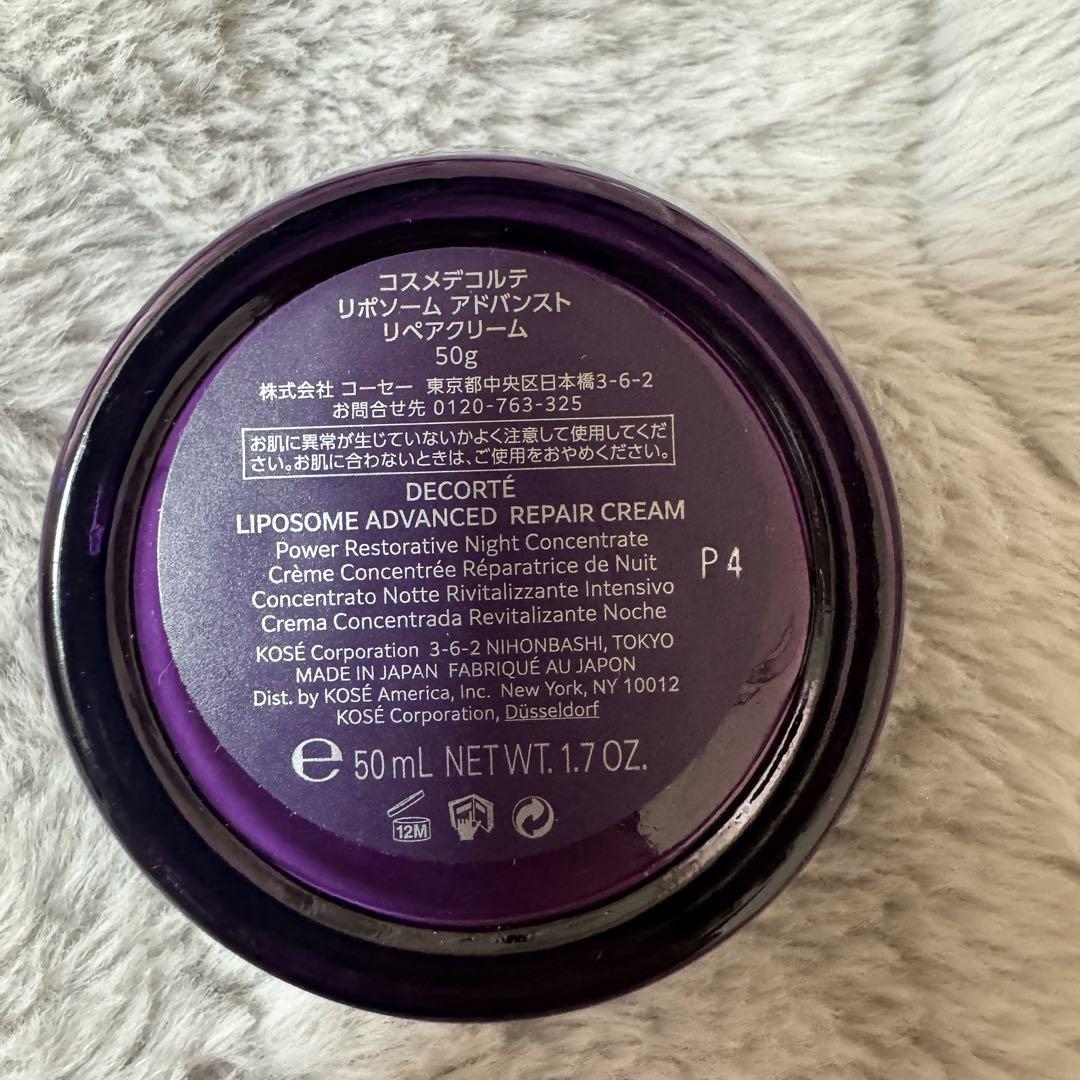 コスメデコルテ
リポソーム アドバンスト
リペアクリーム
50g
株式会社 コーセー 東京都中央区日本橋3-6-2
お問合せ先 0120-763-325
お肌に異常が生じていないかよく注意して使用してくだ
さい。お肌に合わないときは、ご使用をおやめください。
DECORTÉ
LIPOSOME ADVANCED REPAIR CREAM
Power Restorative Night Concentrate
Crème Concentrée Réparatrice de Nuit
Concentrato Notte Rivitalizzante Intensivo
Crema Concentrada Revitalizante Noche
P4
KOSÉ Corporation 3-6-2 NIHONBASHI, TOKYO
MADE IN JAPAN FABRIQUÉ AU JAPON
Dist. by KOSÉ America, Inc. New York, NY 10012
KOSÉ Corporation, Düsseldorf
℮ 50 mL NET WT. 1.7 OZ.
12M